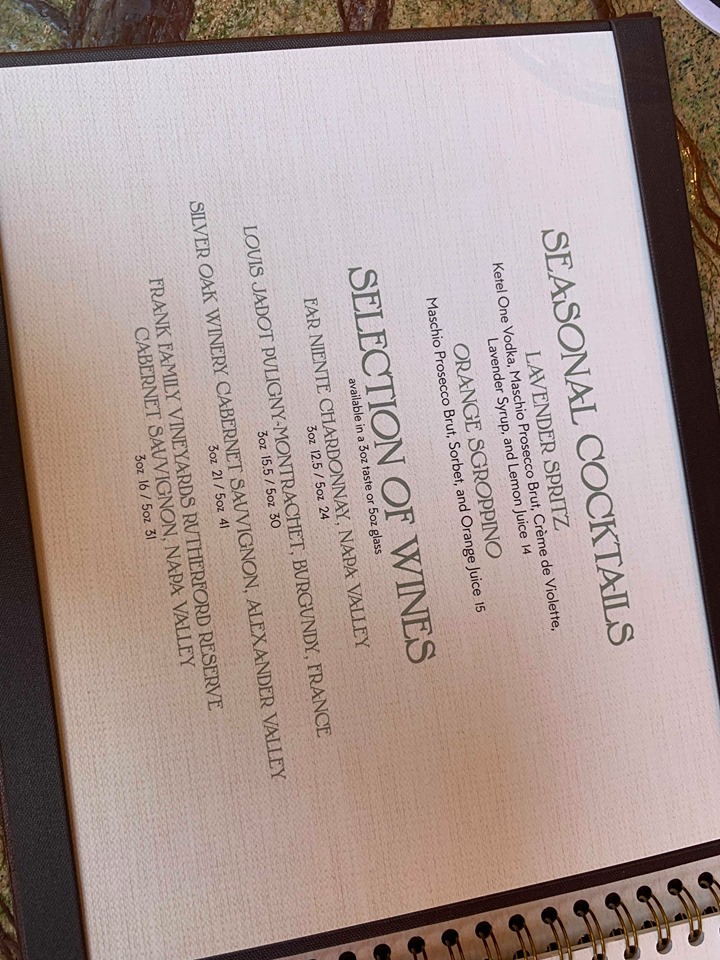 SEASONAL COCKTAILS
LAVENDER SPRITZ
Ketel One Vodka, Maschio Prosecco Brut, Crème de Violette,
Lavender Syrup, and Lemon Juice 14
ORANGE SGROPPINO
Maschio Prosecco Brut, Sorbet, and Orange Juice 15
SELECTION OF WINES
available in a 3oz taste or 5oz glass
FAR NIENTE CHARDONNAY, NAPA VALLEY
3oz 12.5 / 5oz 24
LOUIS JADOT PULIGNY-MONTRACHET, BURGUNDY, FRANCE
3oz 15.5 / 5oz 30
SILVER OAK WINERY CABERNET SAUVIGNON, ALEXANDER VALLEY
3oz 21 / 5oz 41
FRANK FAMILY VINEYARDS RUTHERFORD RESERVE
CABERNET SAUVIGNON, NAPA VALLEY
3oz 16 / 5oz 31